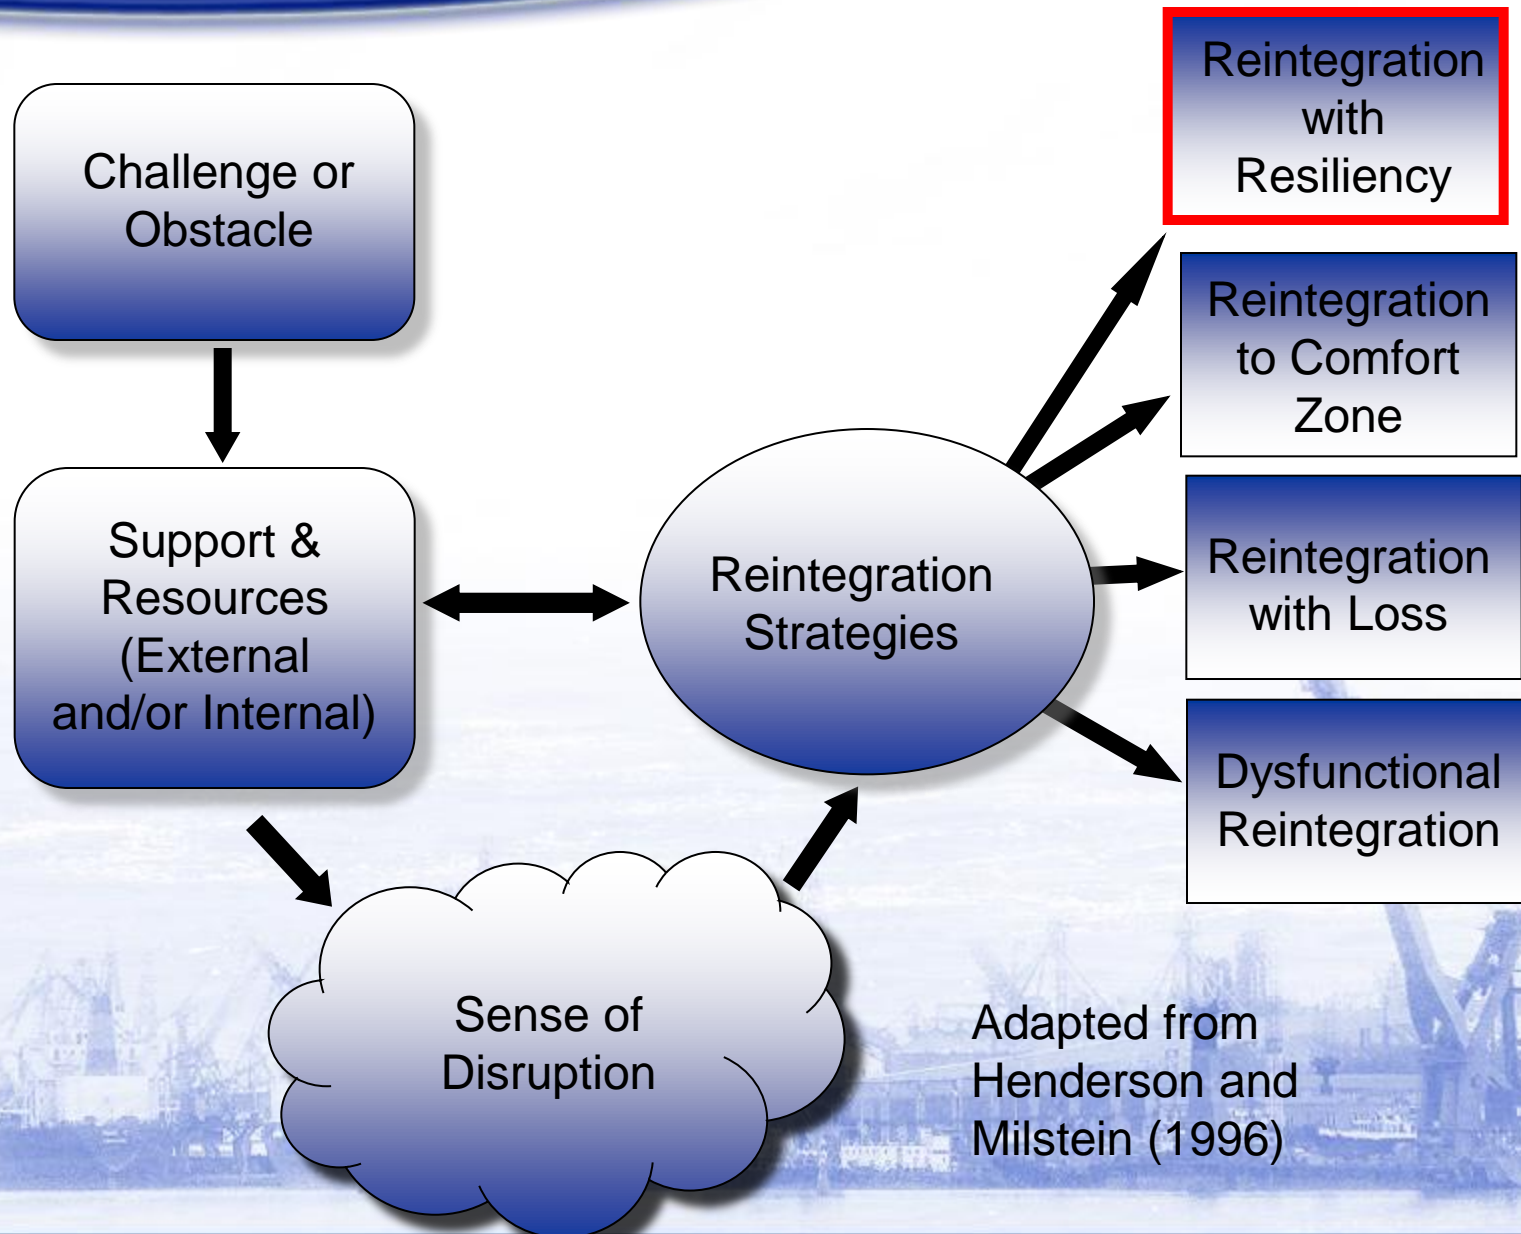 Challenge or
Obstacle
Support &
Resources
(External
and/or Internal)
Sense of
Disruption
Reintegration
Strategies
Reintegration
with
Resiliency
Reintegration
to Comfort
Zone
Reintegration
with Loss
Dysfunctional
Reintegration
Adapted from
Henderson and
Milstein (1996)